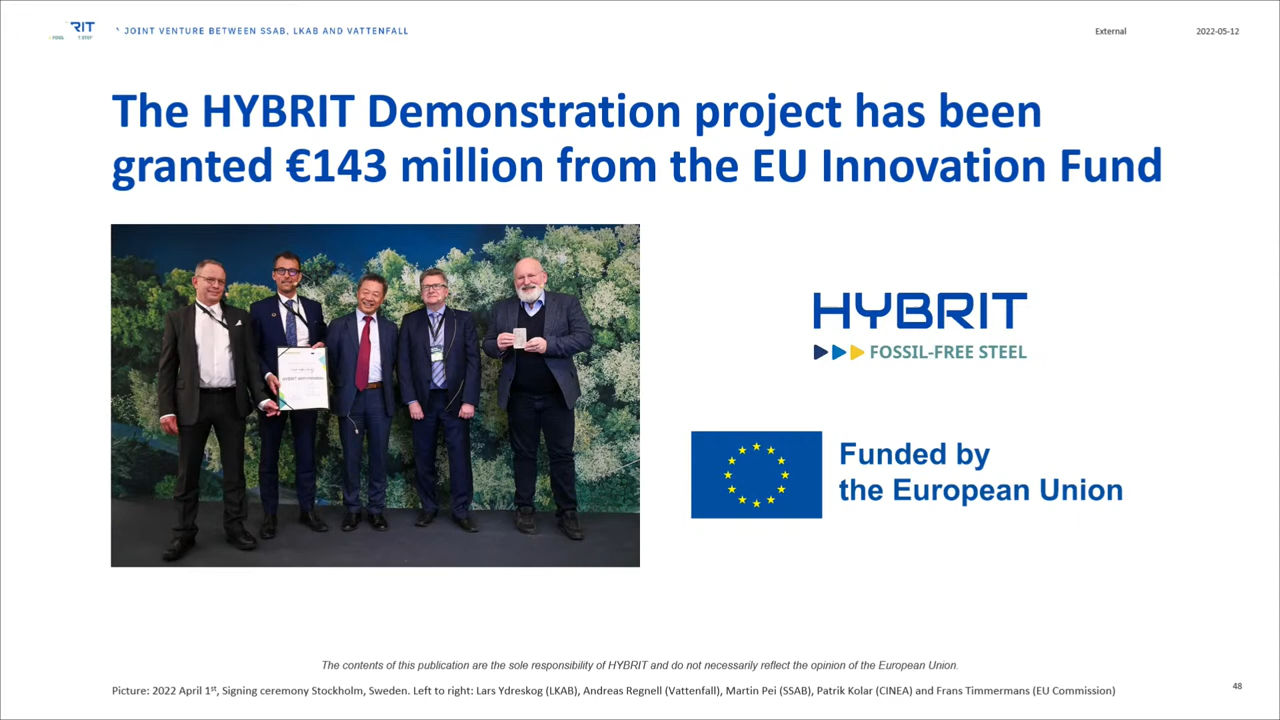 RIT
JOINT VENTURE BETWEEN SSAB, LKAB AND VATTENFALL
External
2022-05-12
The HYBRIT Demonstration project has been
granted €143 million from the EU Innovation Fund
HYBRIT demonstration
HYBRIT
FOSSIL-FREE STEEL
Funded by
the European Union
The contents of this publication are the sole responsibility of HYBRIT and do not necessarily reflect the opinion of the European Union.
Picture: 2022 April 1st, Signing ceremony Stockholm, Sweden. Left to right: Lars Ydreskog (LKAB), Andreas Regnell (Vattenfall), Martin Pei (SSAB), Patrik Kolar (CINEA) and Frans Timmermans (EU Commission)
48